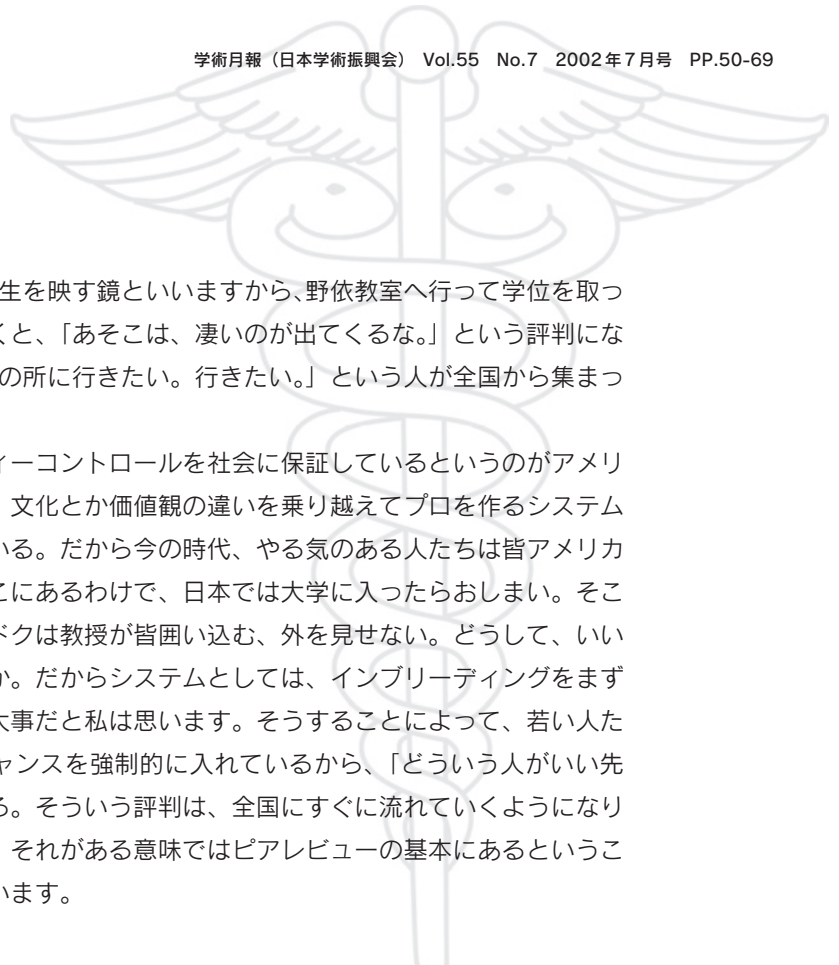 学術月報（日本学術振興会） Vol.55 No.7 2002年7月号 PP.50-69
生を映す鏡といいますから、野依教室へ行って学位を取っ
くと、「あそこは、凄いのが出てくるな。」という評判にな
の所に行きたい。行きたい。」という人が全国から集まっ
ィーコントロールを社会に保証しているというのがアメリ
文化とか価値観の違いを乗り越えてプロを作るシステム
いる。だから今の時代、やる気のある人たちは皆アメリカ
こにあるわけで、日本では大学に入ったらおしまい。そこ
ドクは教授が皆囲い込む、外を見せない。どうして、いい
か。だからシステムとしては、インブリーディングをまず
大事だと私は思います。そうすることによって、若い人た
ャンスを強制的に入れているから、「どういう人がいい先
る。そういう評判は、全国にすぐに流れていくようになり
それがある意味ではピアレビューの基本にあるというこ
います。